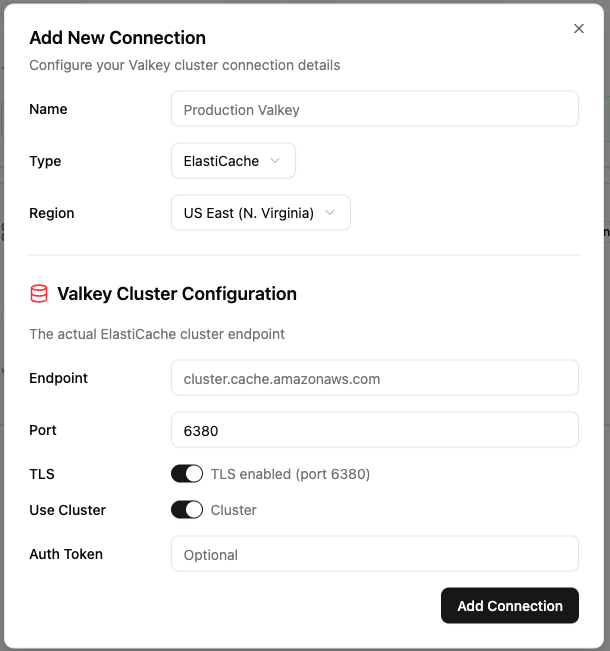 Add New Connection
Configure your Valkey cluster connection details
Name
Production Valkey
Type
ElastiCache
Region
US East (N. Virginia)
Valkey Cluster Configuration
The actual ElastiCache cluster endpoint
Endpoint
cluster.cache.amazonaws.com
Port
6380
TLS
TLS enabled (port 6380)
Use Cluster
Cluster
Auth Token
Optional
Add Connection